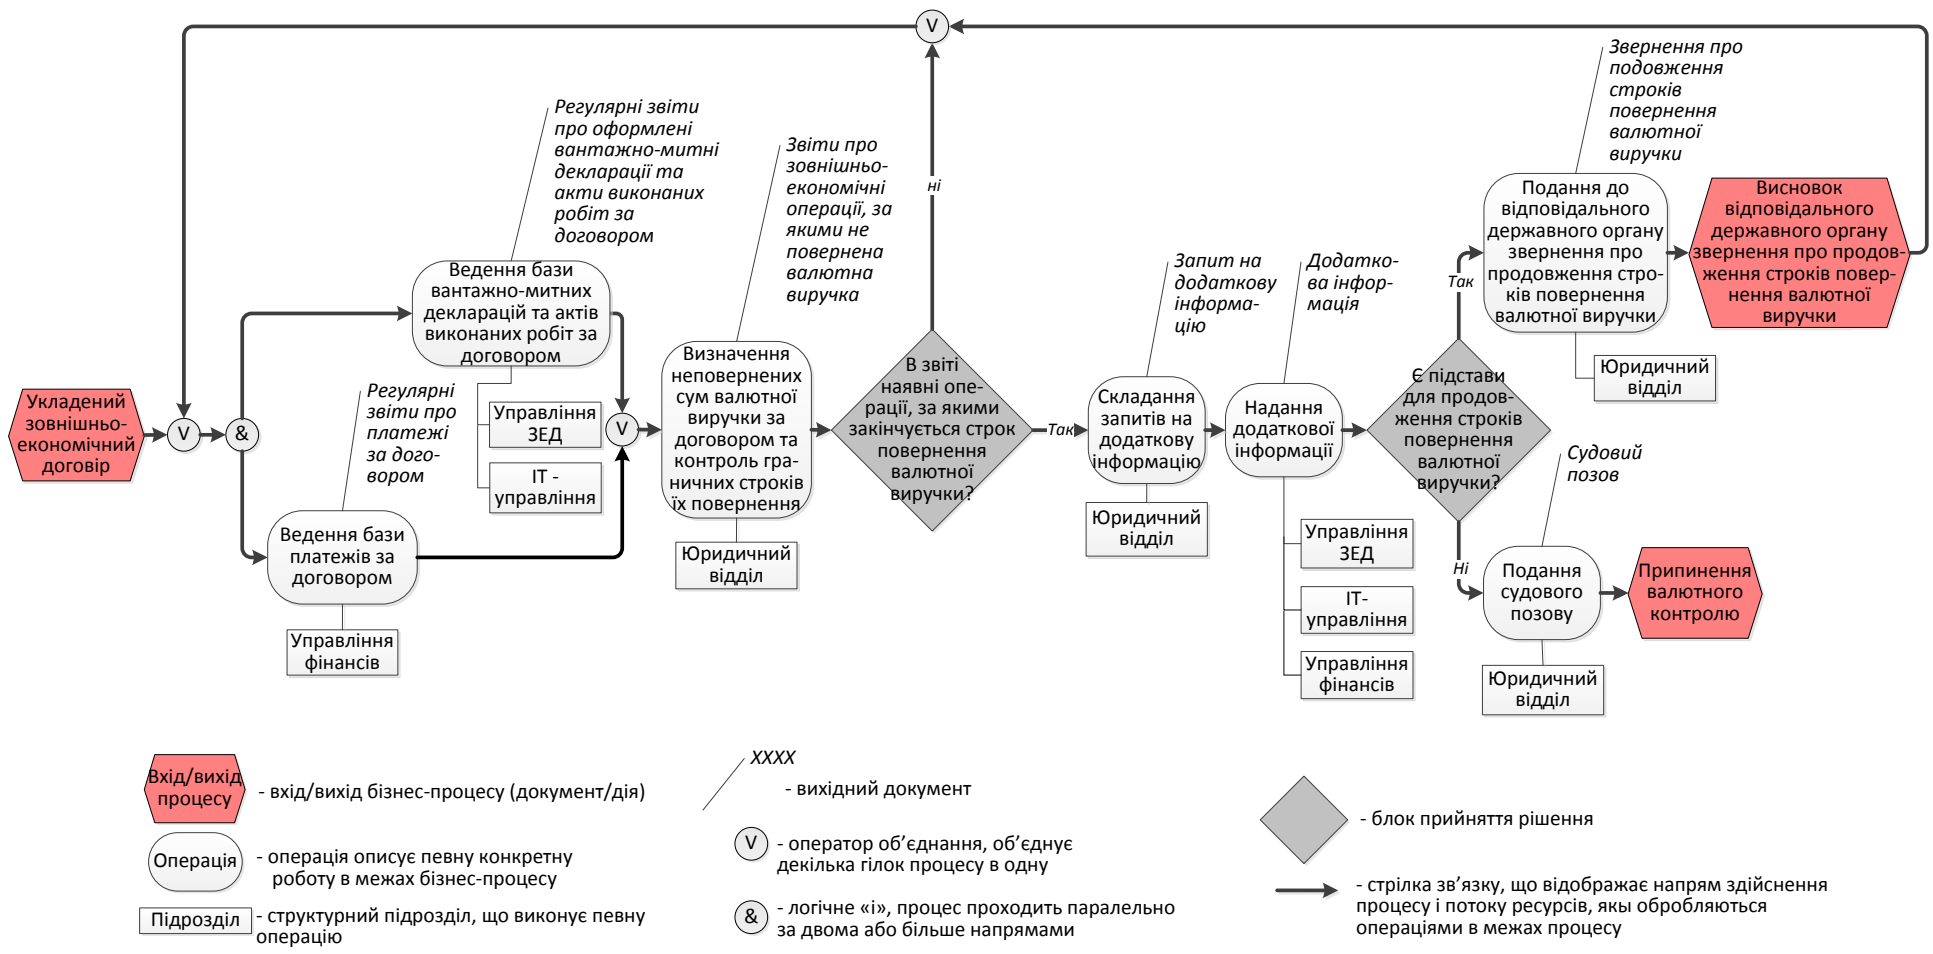 V
Звернення про
подовження
строків
повернення
валютної
виручки
Регулярні звіти
про оформлені
вантажно-митні
декларації та
акти виконаних
робіт за
договором
Звіти про
зовнішньо-
економічні
операції, за
якими не
повернена
валютна
виручка
ні
Подання до
відповідального
державного органу
звернення про
продовження стро-
ків повернення
валютної виручки
Висновок
відповідального
державного органу
звернення про продов-
ження строків повер-
нення валютної
виручки
Ведення бази
вантажно-митних
декларацій та актів
виконаних робіт за
договором
Запит на
додаткову
інформа-
цію
Додатко-
ва інфор-
мація
Так
Юридичний
відділ
Укладений
зовнішньо-
економічний
договір
V
&
Регулярні
звіти про
платежі
за дого-
вором
Управління
ЗЕД
ІТ -
управління
V
Визначення
неповернених
сум валютної
виручки за
договором та
контроль гра-
ничних строків
їх повернення
В звіті
наявні опе-
рації, за якими
закінчується строк
повернення
валютної
виручки?
Так
Складання
запитів на
додаткову
інформацію
Надання
додаткової
інформації
Є підстави
для продов-
ження строків
повернення
валютної
виручки?
Судовий
позов
Ведення бази
платежів за
договором
Юридичний
відділ
Юридичний
відділ
Управління
ЗЕД
ІТ-
управління
Управління
фінансів
Ні
Подання
судового
позову
Припинення
валютного
контролю
Управління
фінансів
Юридичний
відділ
Вхід/вихід
процесу
- вхід/вихід бізнес-процесу (документ/дія)
Операція
- операція описує певну конкретну
роботу в межах бізнес-процесу
Підрозділ
- структурний підрозділ, що виконує певну
операцію
XXXX
- вихідний документ
V
- оператор об’єднання, об’єднує
декілька гілок процесу в одну
&
- логічне «і», процес проходить паралельно
за двома або більше напрямами
- блок прийняття рішення
- стрілка зв’язку, що відображає напрям здійснення
процесу і потоку ресурсів, якы обробляються
операціями в межах процесу